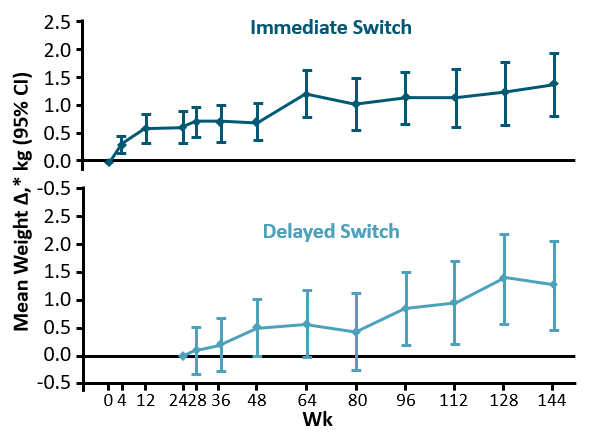 Immediate Switch
2.5
2.0
1.5
1.0
0.5
0.0
-0.5
Mean Weight Δ,* kg (95% CI)
Delayed Switch
2.5
2.0
1.5
1.0
0.5
0.0
-0.5
0 4 12 24 28 36 48 64 80 96 112 128 144
Wk